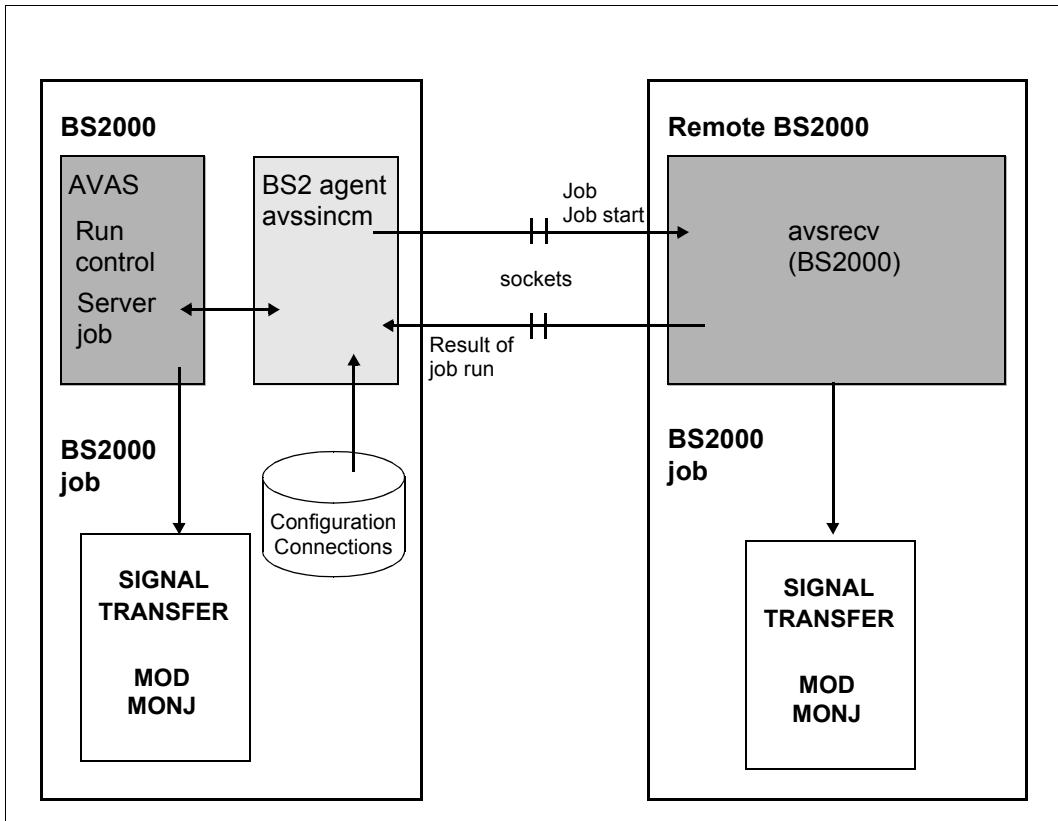 BS2000
AVAS
Run
control
Server
job
BS2 agent
avssincm
BS2000
job
Configuration
Connections
SIGNAL
TRANSFER
MOD
MONJ
Job
Job start
sockets
Result of
job run
Remote BS2000
avsrecv
(BS2000)
BS2000
job
SIGNAL
TRANSFER
MOD
MONJ